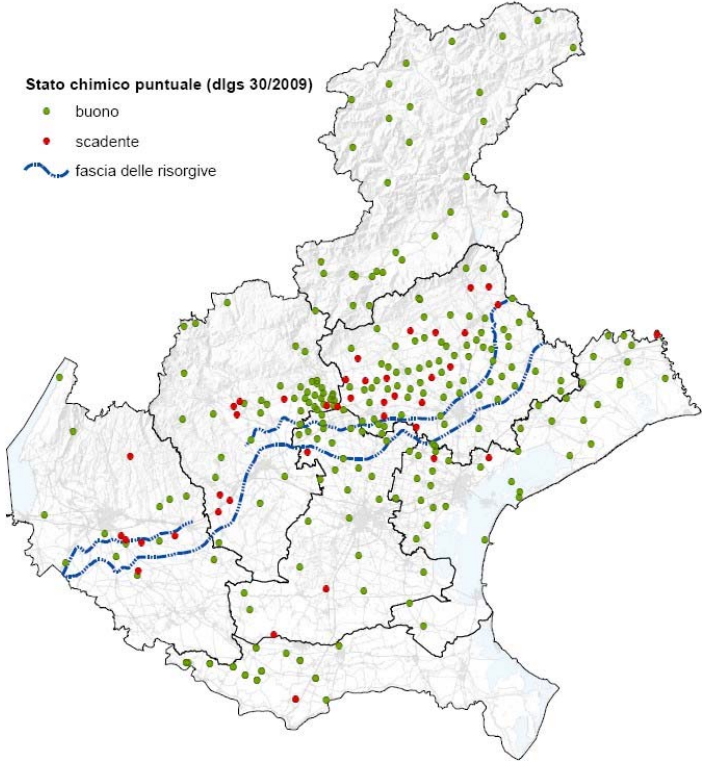 Stato chimico puntuale (dlgs 30/2009)
buono
scadente
fascia delle risorgive